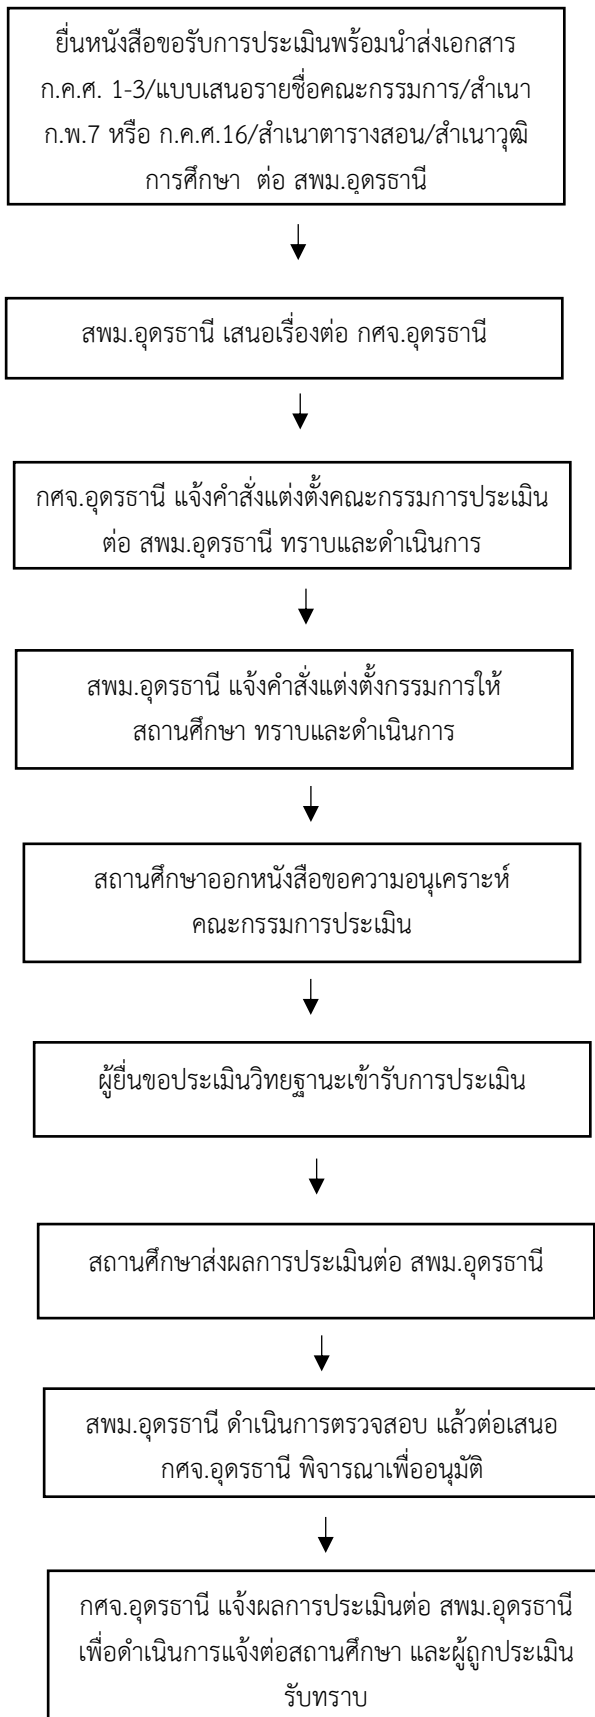 ยื่นหนังสือขอรับการประเมินพร้อมนำส่งเอกสาร
ก.ค.ศ. 1-3/แบบเสนอรายชื่อคณะกรรมการ/สำเนา
ก.พ.7 หรือ ก.ค.ศ.16/สำเนาตารางสอน/สำเนาวุฒิ
การศึกษา ต่อ สพม.อุดรธานี
สพม.อุดรธานี เสนอเรื่องต่อ กศจ.อุดรธานี
กศจ.อุดรธานี แจ้งคำสั่งแต่งตั้งคณะกรรมการประเมิน
ต่อ สพม.อุดรธานี ทราบและดำเนินการ
สพม.อุดรธานี แจ้งคำสั่งแต่งตั้งกรรมการให้
สถานศึกษา ทราบและดำเนินการ
สถานศึกษาออกหนังสือขอความอนุเคราะห์
คณะกรรมการประเมิน
ผู้ยื่นขอประเมินวิทยฐานะเข้ารับการประเมิน
สถานศึกษาส่งผลการประเมินต่อ สพม.อุดรธานี
สพม.อุดรธานี ดำเนินการตรวจสอบ แล้วต่อเสนอ
กศจ.อุดรธานี พิจารณาเพื่ออนุมัติ
กศจ.อุดรธานี แจ้งผลการประเมินต่อ สพม.อุดรธานี
เพื่อดำเนินการแจ้งต่อสถานศึกษา และผู้ถูกประเมิน
รับทราบ